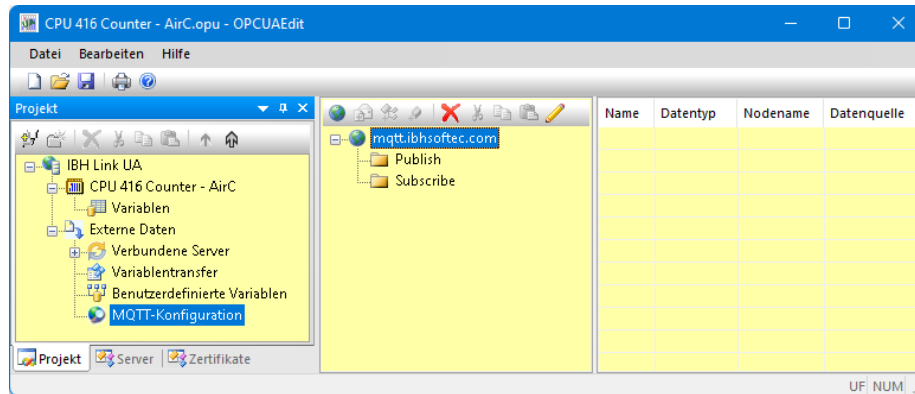 CPU 416 Counter - AirC.opu - OPCUAEdit
Datei Bearbeiten Hilfe
Projekt
IBH Link UA
CPU 416 Counter - AirC
Variablen
Externe Daten
Verbundene Server
Variablentransfer
Benutzerdefinierte Variablen
MQTT-Konfiguration
Projekt Server Zertifikate
mqtt.ibhsoftec.com
Publish
Subscribe
Name Datentyp Nodename Datenquelle
UF NUM